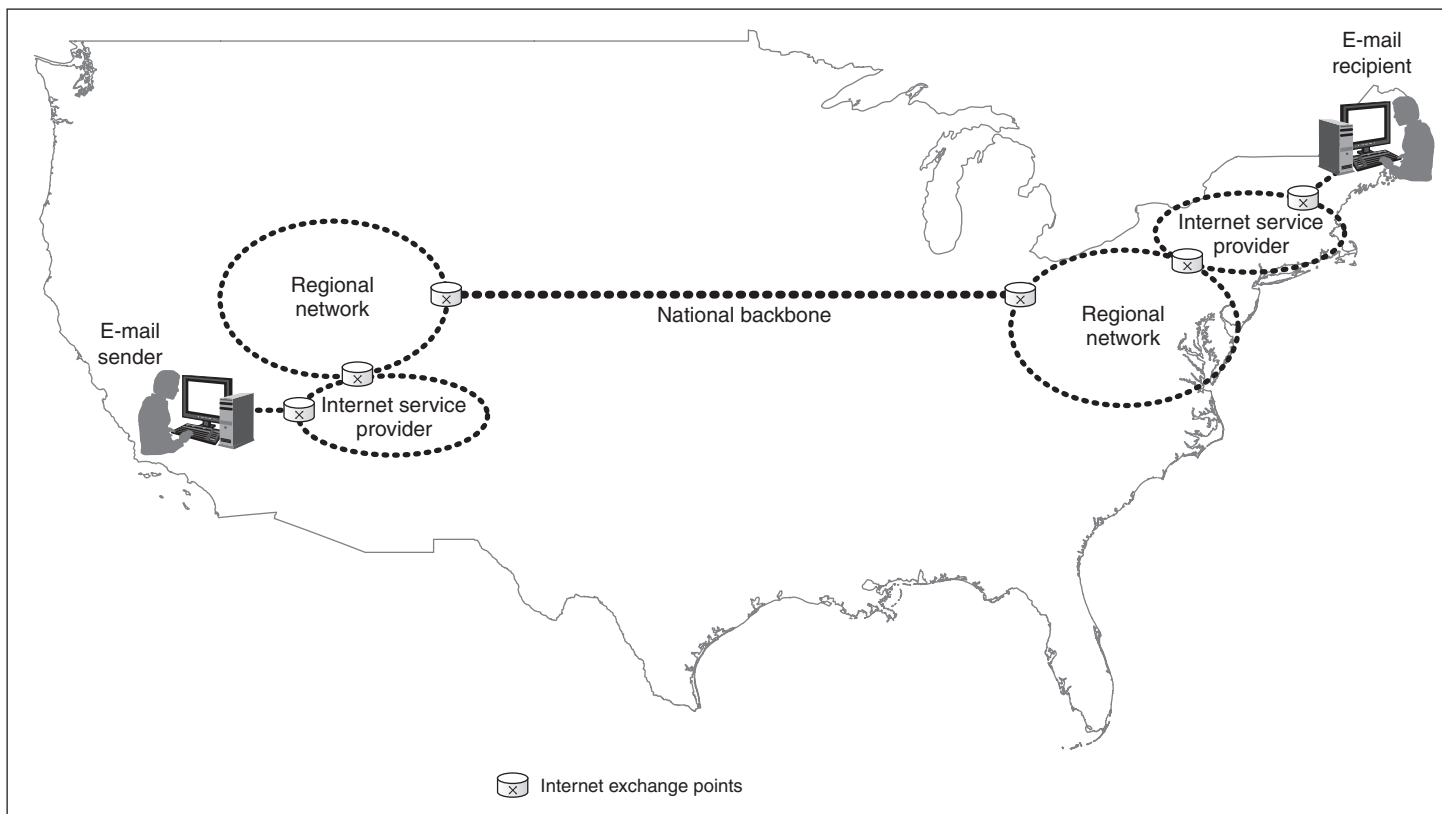 E-mail
recipient
Internet service
provider
Regional
network
National backbone
Regional
network
E-mail
sender
Internet service
provider
Internet exchange points